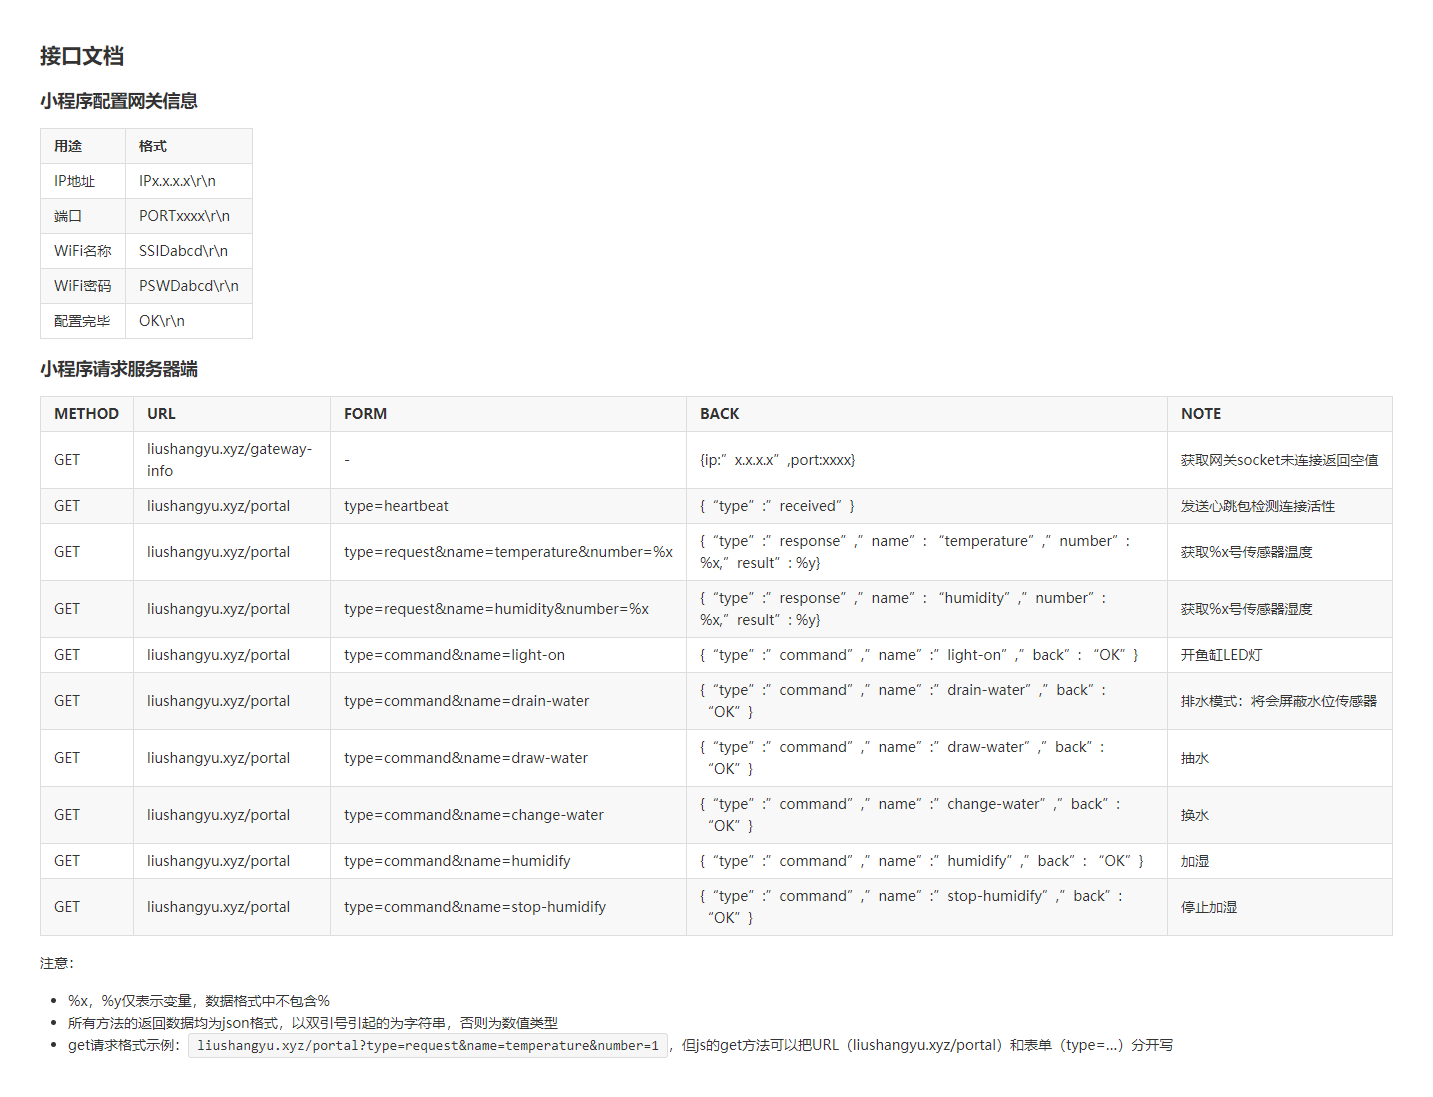 接口文档
小程序配置网关信息
用途 格式
IP地址 IPx.x.x.x\r\n
端口 PORTxxxx\r\n
WiFi名称 SSIDabcd\r\n
WiFi密码 PSWDabcd\r\n
配置完毕 OK\r\n
小程序请求服务器端
METHOD URL FORM BACK NOTE
GET liushangyu.xyz/gateway-
info - {ip:”x.x.x.x”,port:xxxx} 获取网关socket未连接返回空值
GET liushangyu.xyz/portal type=heartbeat {“type”:”received”} 发送心跳包检测连接活性
GET liushangyu.xyz/portal type=request&name=temperature&number=%x {“type”:”response”,”name”:“temperature”,”number”:
%x,”result”: %y} 获取%x号传感器温度
GET liushangyu.xyz/portal type=request&name=humidity&number=%x {“type”:”response”,”name”:“humidity”,”number”:
%x,”result”: %y} 获取%x号传感器湿度
GET liushangyu.xyz/portal type=command&name=light-on {“type”:”command”,”name”:”light-on”,”back”:“OK”} 开鱼缸LED灯
GET liushangyu.xyz/portal type=command&name=drain-water {“type”:”command”,”name”:”drain-water”,”back”:
“OK”} 排水模式：将会屏蔽水位传感器
GET liushangyu.xyz/portal type=command&name=draw-water {“type”:”command”,”name”:”draw-water”,”back”:
“OK”} 抽水
GET liushangyu.xyz/portal type=command&name=change-water {“type”:”command”,”name”:”change-water”,”back”:
“OK”} 换水
GET liushangyu.xyz/portal type=command&name=humidify {“type”:”command”,”name”:”humidify”,”back”:“OK”} 加湿
GET liushangyu.xyz/portal type=command&name=stop-humidify {“type”:”command”,”name”:”stop-humidify”,”back”:
“OK”} 停止加湿
注意：
• %x，%y仅表示变量，数据格式中不包含%
• 所有方法的返回数据均为json格式，以双引号引起的为字符串，否则为数值类型
• get请求格式示例：liushangyu.xyz/portal?type=request&name=temperature&number=1，但js的get方法可以把URL（liushangyu.xyz/portal）和表单（type=...）分开写